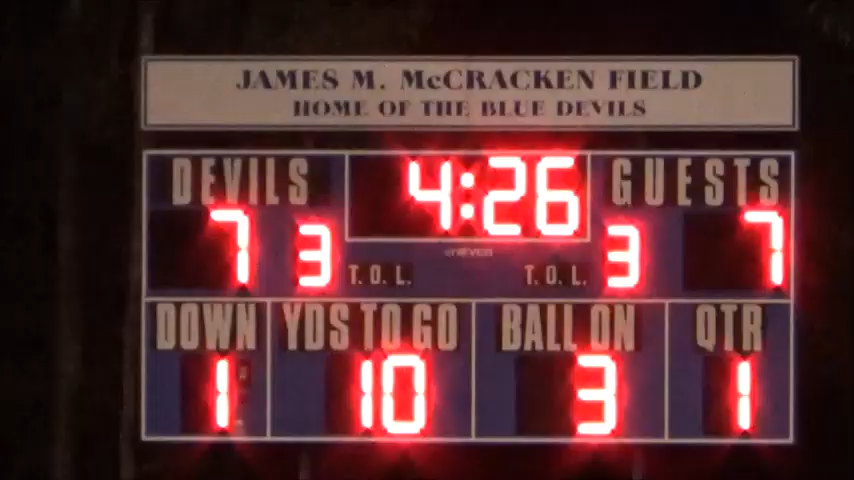 JAMES M. McCRACKEN FIELD
HOME OF THE BLUE DEVILS
DEVILS 4:26 GUESTS
7 3 T. O. L. T. O. L. 3 7
DOWN YDS TO GO BALL ON QTR
1 10 3 1